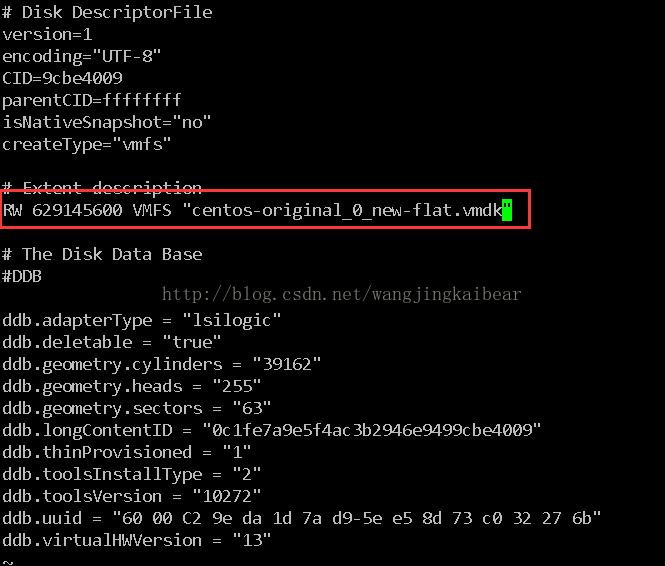 # Disk DescriptorFile
version=1
encoding="UTF-8"
CID=9cbe4009
parentCID=ffffffff
isNativeSnapshot="no"
createType="vmfs"
# Extent description
RW 629145600 VMFS "centos-original_0_new-flat.vmdk"
# The Disk Data Base
#DDB
http://blog.csdn.net/wangjingkaibear
ddb.adapterType = "lsilogic"
ddb.deletable = "true"
ddb.geometry.cylinders = "39162"
ddb.geometry.heads = "255"
ddb.geometry.sectors = "63"
ddb.longContentID = "0c1fe7a9e5f4ac3b2946e9499cbe4009"
ddb.thinProvisioned = "1"
ddb.toolsInstallType = "2"
ddb.toolsVersion = "10272"
ddb.uuid = "60 00 C2 9e da 1d 7a d9-5e e5 8d 73 c0 32 27 6b"
ddb.virtualHWVersion = "13"
~